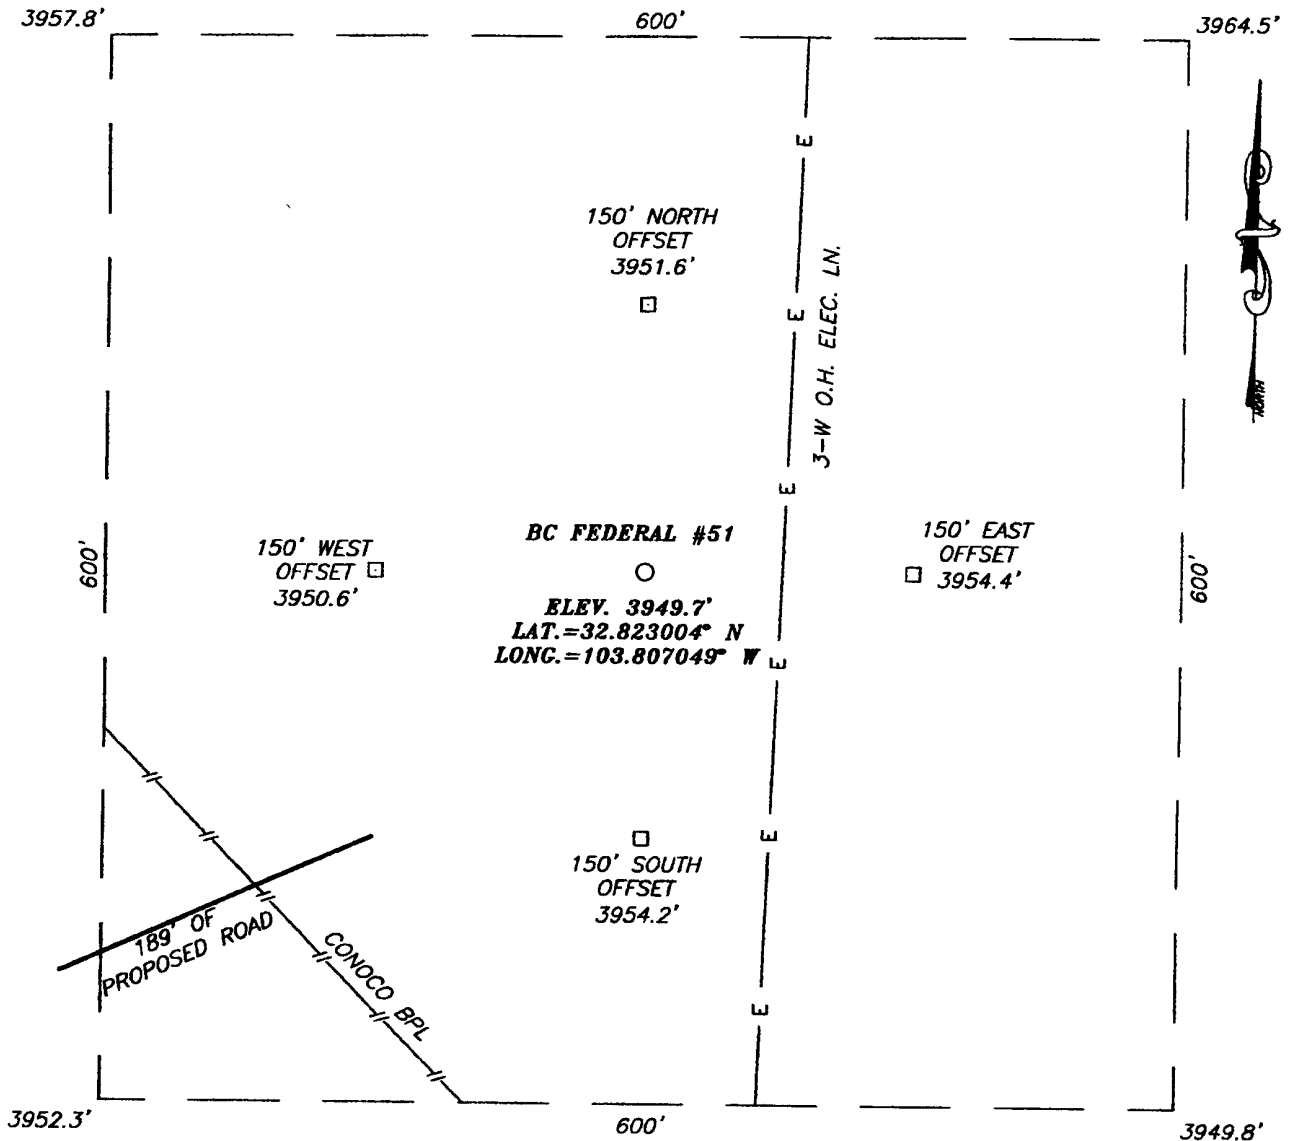 3957.8'
600'
3964.5'
150' NORTH
OFFSET
3951.6'
E
E
3-W O.H. ELEC. LN.
NORTH
E
BC FEDERAL #51
150' WEST
OFFSET
3950.6'
150' EAST
OFFSET
3954.4'
600'
600'
ELEV. 3949.7'
LAT.=32.823004° N
LONG.=103.807049° W
E
E
150' SOUTH
OFFSET
3954.2'
189' OF
PROPOSED ROAD
CONOCO BPL
E
3952.3'
600'
3949.8'